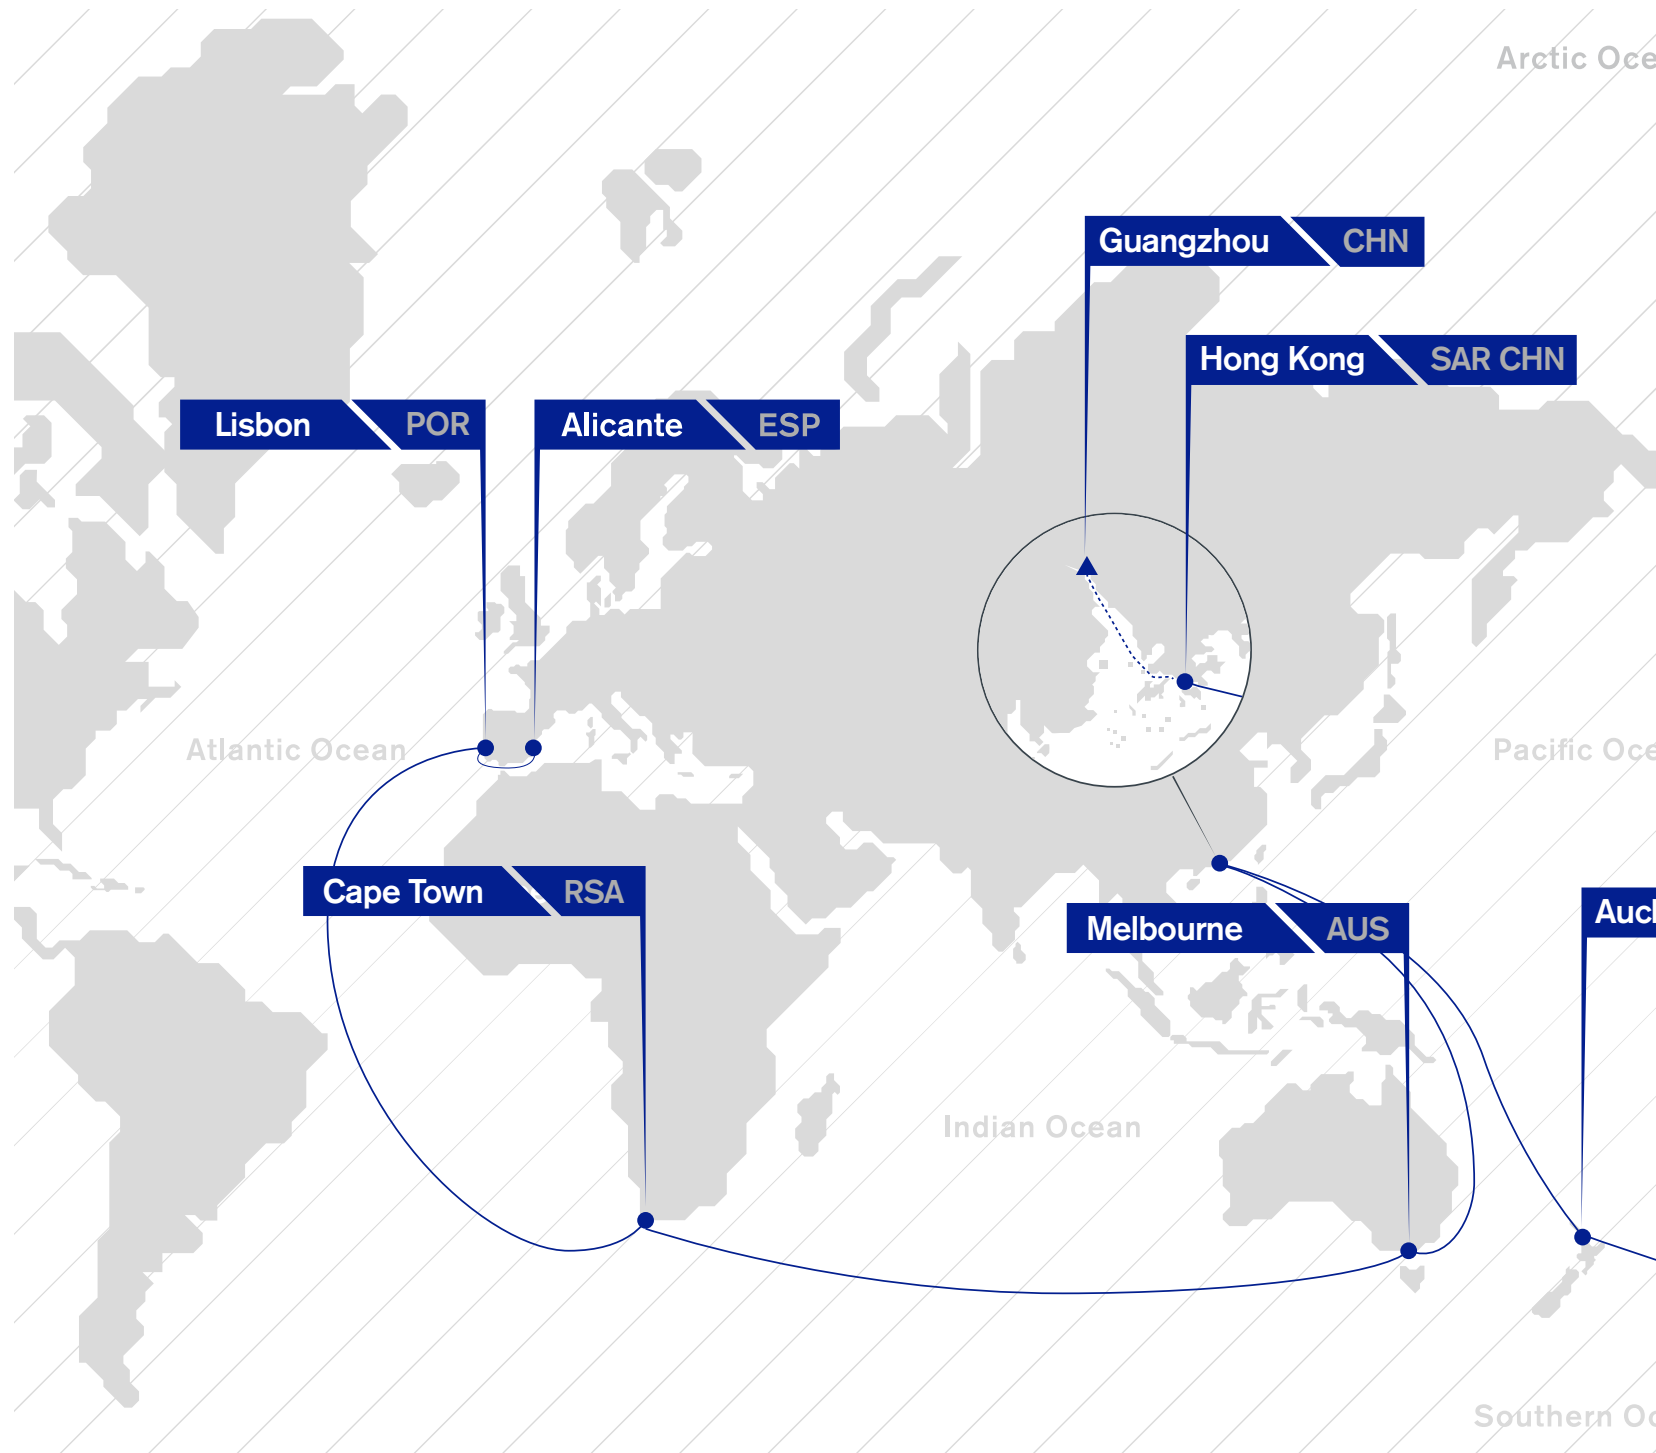 Arctic Oce
Guangzhou CHN
Hong Kong SAR CHN
Lisbon POR
Alicante ESP
Atlantic Ocean
Pacific Oce
Cape Town RSA
Melbourne AUS
Auc
Indian Ocean
Southern Oc